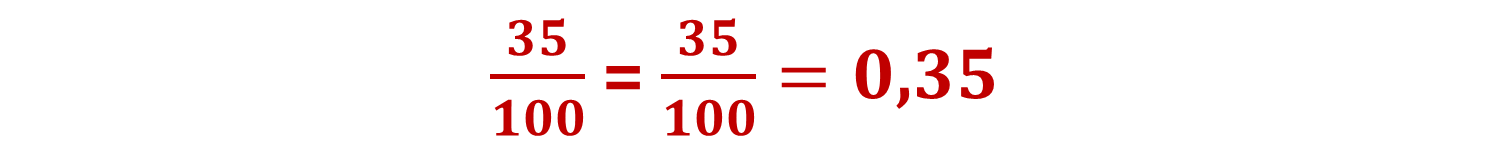 35/100 = 35/100 = 0,35